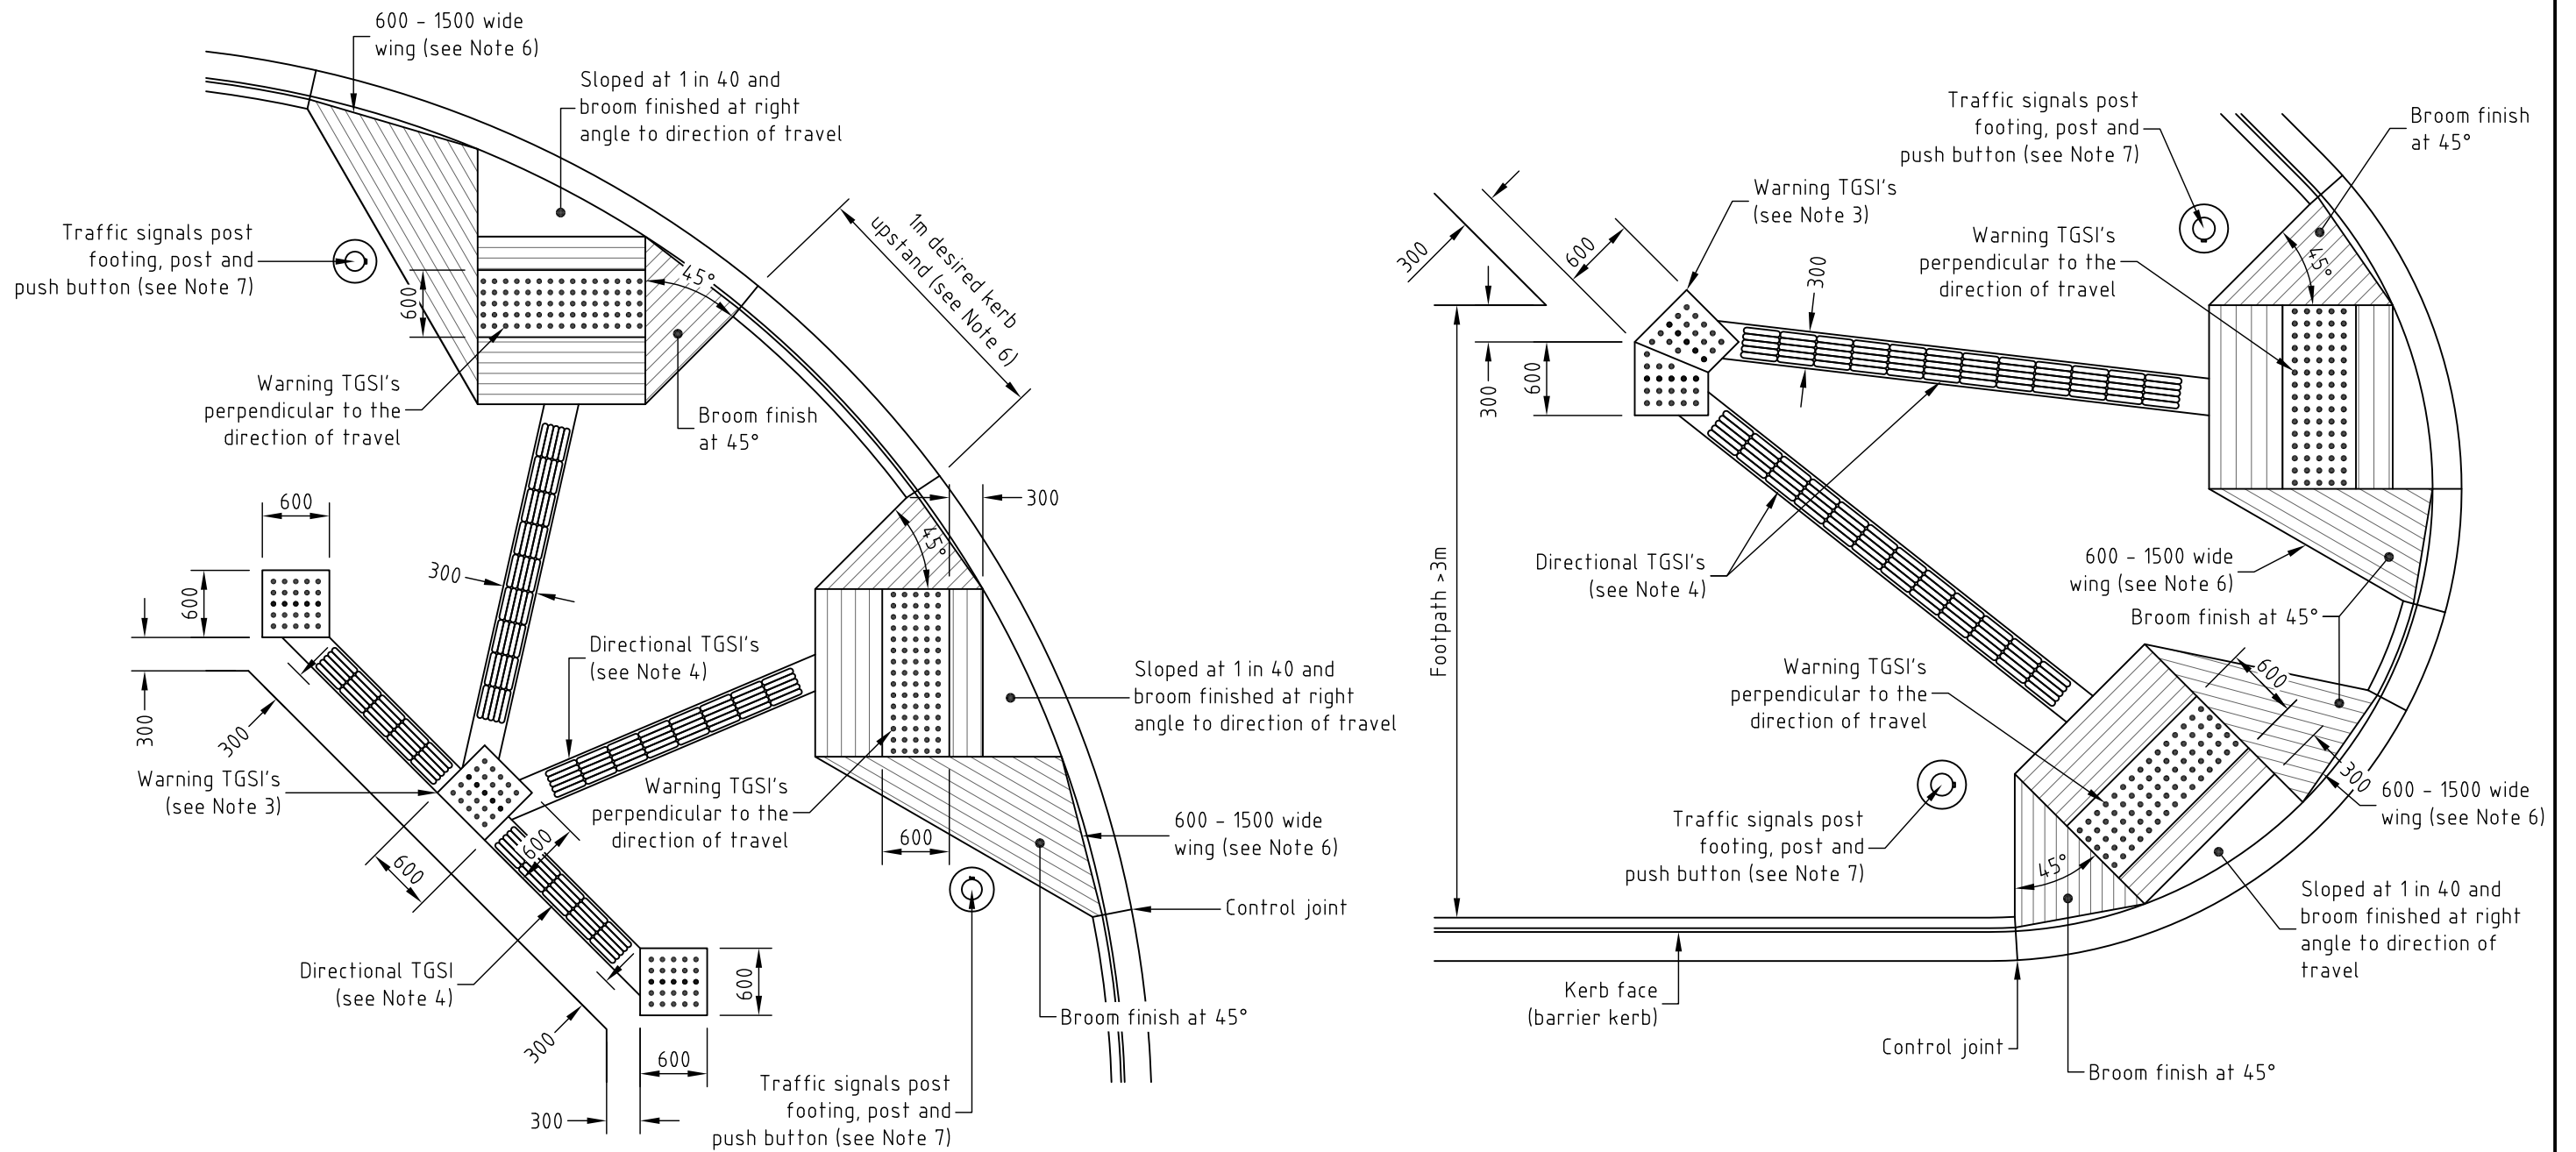 600 - 1500 wide
wing (see Note 6)
Sloped at 1 in 40 and
broom finished at right
angle to direction of travel
Traffic signals post
footing, post and
push button (see Note 7)
600
45°
1m desired kerb
upstand (see Note 6)
Warning TGSI's
perpendicular to the
direction of travel
Broom finish
at 45°
600
300
45°
600
300
300
300
Directional TGSI's
(see Note 4)
Sloped at 1 in 40 and
broom finished at right
angle to direction of travel
Warning TGSI's
(see Note 3)
Warning TGSI's
perpendicular to the
direction of travel
600
600
600
600 - 1500 wide
wing (see Note 6)
Control joint
Directional TGSI
(see Note 4)
600
Broom finish at 45°
300
600
300
Traffic signals post
footing, post and
push button (see Note 7)
Traffic signals post
footing, post and
push button (see Note 7)
Broom finish
at 45°
Warning TGSI's
(see Note 3)
300
600
300
Warning TGSI's
perpendicular to the
direction of travel
45°
600
300
Directional TGSI's
(see Note 4)
Footpath >3m
600 - 1500 wide
wing (see Note 6)
Broom finish at 45°
Warning TGSI's
perpendicular to the
direction of travel
600
300
600 - 1500 wide
wing (see Note 6)
Traffic signals post
footing, post and
push button (see Note 7)
45°
Sloped at 1 in 40 and
broom finished at right
angle to direction of
travel
Kerb face
(barrier kerb)
Control joint
Broom finish at 45°